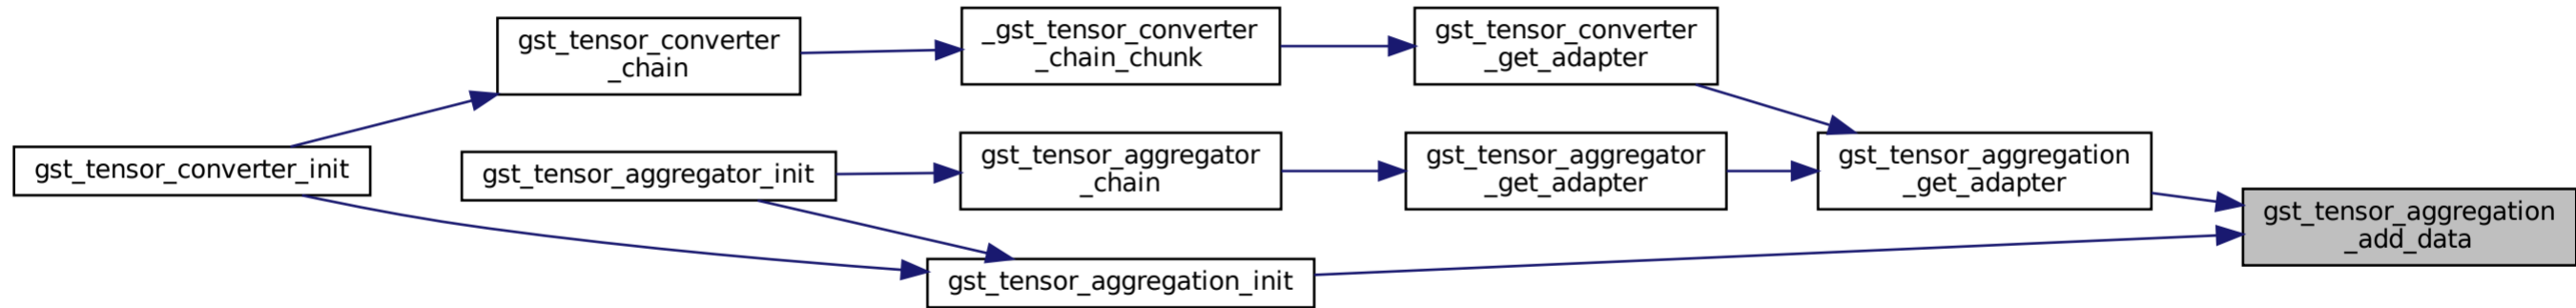 gst_tensor_converter_init
gst_tensor_converter
_chain
_gst_tensor_converter
_chain_chunk
gst_tensor_converter
_get_adapter
gst_tensor_aggregator_init
gst_tensor_aggregator
_chain
gst_tensor_aggregator
_get_adapter
gst_tensor_aggregation
_get_adapter
gst_tensor_aggregation_init
gst_tensor_aggregation
_add_data